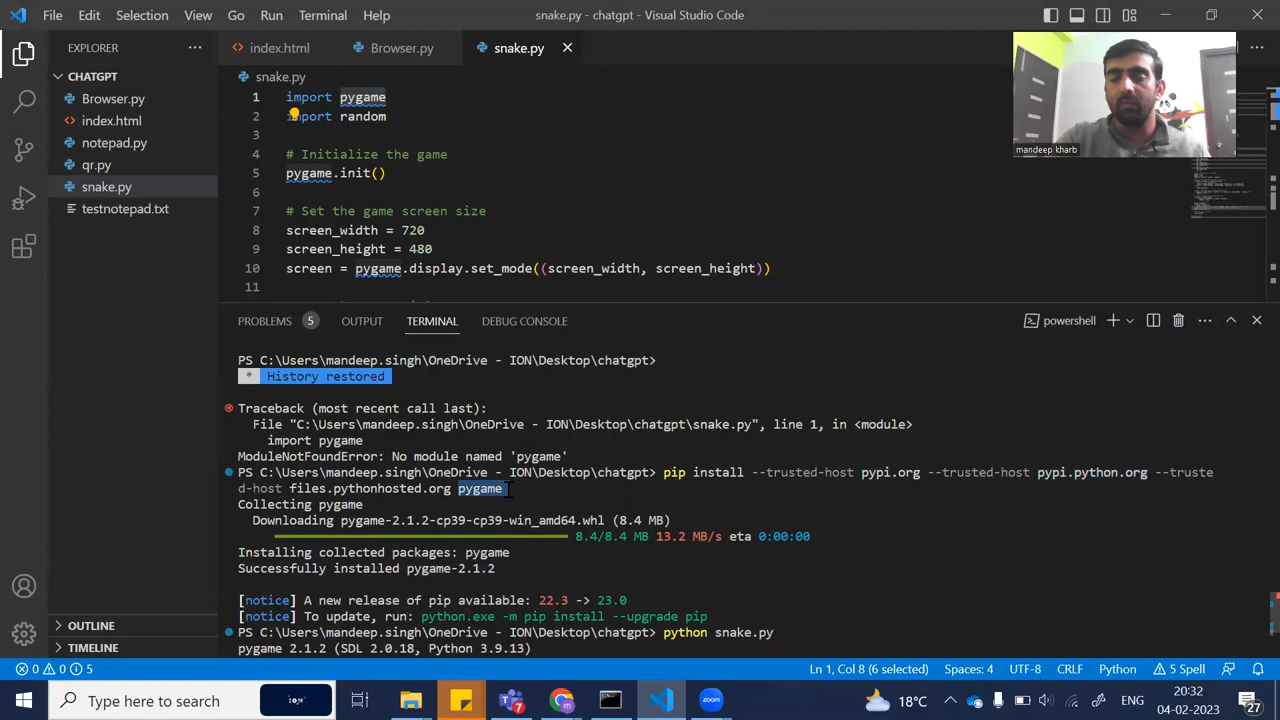 File Edit Selection View Go Run Terminal Help snake.py - chatgpt - Visual Studio Code
EXPLORER
index.html
Browser.py
snake.py
CHATGPT
Browser.py
index.html
notepad.py
qr.py
snake.py
testnotepad.txt
OUTLINE
TIMELINE
snake.py
1 import pygame
2 import random
3
4 # Initialize the game
5 pygame.init()
6
7 # Set the game screen size
8 screen_width = 720
9 screen_height = 480
10 screen = pygame.display.set_mode((screen_width, screen_height))
11
mandeep kharb
PROBLEMS 5 OUTPUT TERMINAL DEBUG CONSOLE powershell
PS C:\Users\mandeep.singh\OneDrive - ION\Desktop\chatgpt>
* History restored
Traceback (most recent call last):
File "C:\Users\mandeep.singh\OneDrive - ION\Desktop\chatgpt\snake.py", line 1, in <module>
import pygame
ModuleNotFoundError: No module named 'pygame'
PS C:\Users\mandeep.singh\OneDrive - ION\Desktop\chatgpt> pip install --trusted-host pypi.org --trusted-host pypi.python.org --truste
d-host files.pythonhosted.org pygame
Collecting pygame
Downloading pygame-2.1.2-cp39-cp39-win_amd64.whl (8.4 MB)
8.4/8.4 MB 13.2 MB/s eta 0:00:00
Installing collected packages: pygame
Successfully installed pygame-2.1.2
[notice] A new release of pip available: 22.3 -> 23.0
[notice] To update, run: python.exe -m pip install --upgrade pip
PS C:\Users\mandeep.singh\OneDrive - ION\Desktop\chatgpt> python snake.py
pygame 2.1.2 (SDL 2.0.18, Python 3.9.13)
0 0 5 Ln 1, Col 8 (6 selected) Spaces: 4 UTF-8 CRLF Python 5 Spell
Type here to search ION 18°C ENG 20:32
04-02-2023 27